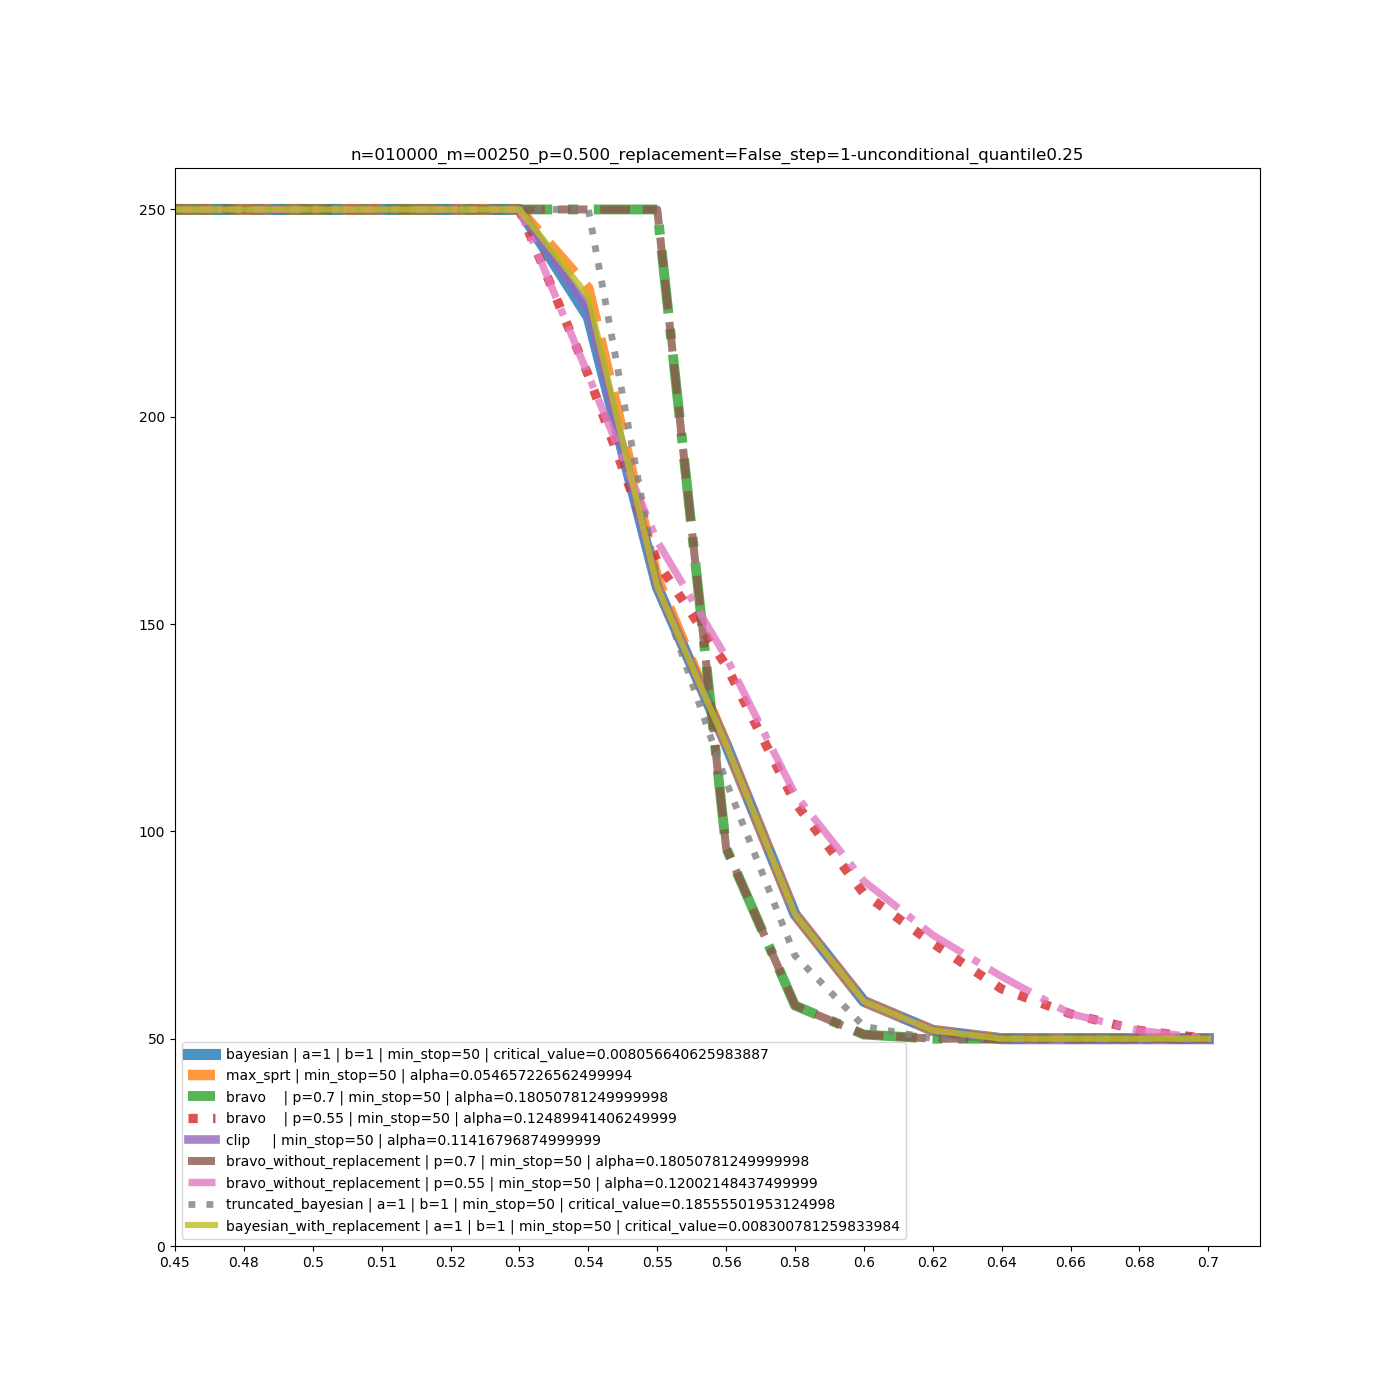 n=010000_m=00250_p=0.500_replacement=False_step=1-unconditional_quantile0.25
250
200
150
100
50
0
bayesian | a=1 | b=1 | min_stop=50 | critical_value=0.008056640625983887
max_sprt | min_stop=50 | alpha=0.054657226562499994
bravo | p=0.7 | min_stop=50 | alpha=0.18050781249999998
bravo | p=0.55 | min_stop=50 | alpha=0.12489941406249999
clip | min_stop=50 | alpha=0.11416796874999999
bravo_without_replacement | p=0.7 | min_stop=50 | alpha=0.18050781249999998
bravo_without_replacement | p=0.55 | min_stop=50 | alpha=0.12002148437499999
truncated_bayesian | a=1 | b=1 | min_stop=50 | critical_value=0.18555501953124998
bayesian_with_replacement | a=1 | b=1 | min_stop=50 | critical_value=0.008300781259833984
0.45 0.48 0.5 0.51 0.52 0.53 0.54 0.55 0.56 0.58 0.6 0.62 0.64 0.66 0.68 0.7